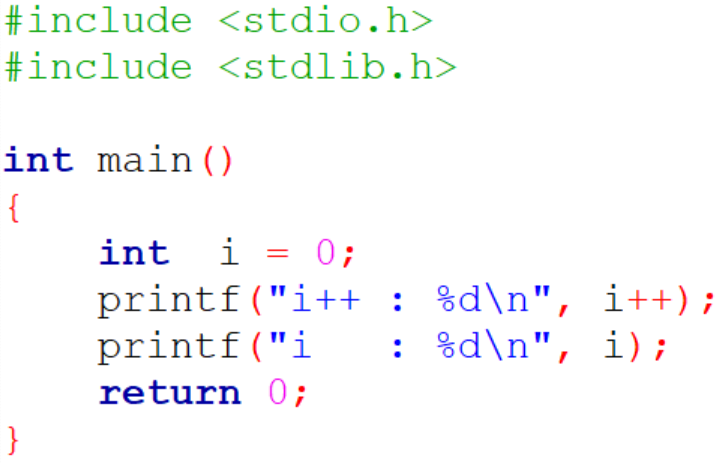 #include <stdio.h>
#include <stdlib.h>

int main()
{
    int  i = 0;
    printf("i++ : %d\n", i++);
    printf("i   : %d\n", i);
    return 0;
}